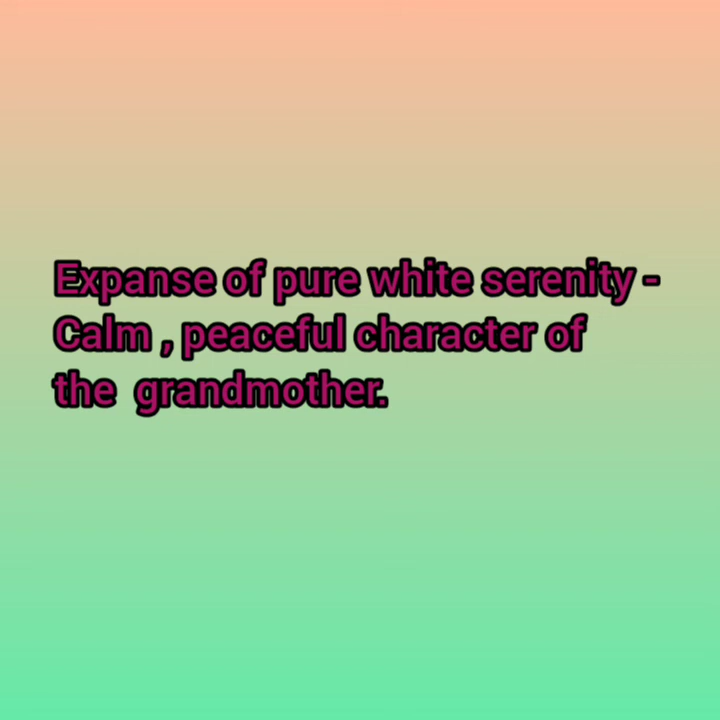 Expanse of pure white serenity -
Calm , peaceful character of
the  grandmother.